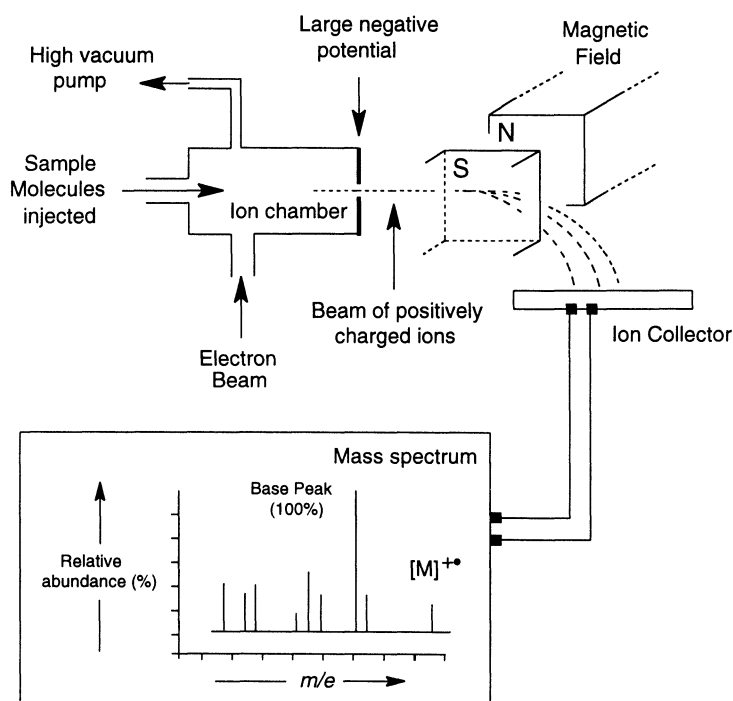 Large negative
potential
Magnetic
Field
High vacuum
pump
N
S
Sample
Molecules
injected
Ion chamber
Beam of positively
charged ions
Ion Collector
Electron
Beam
Mass spectrum
Base Peak
(100%)
[M]+•
Relative
abundance (%)
m/e